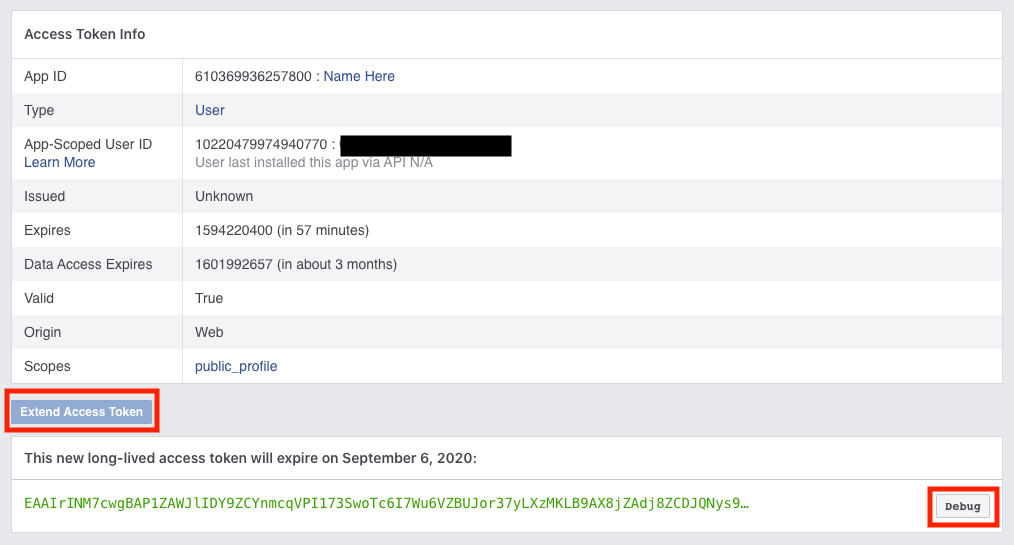 Access Token Info
App ID 610369936257800 : Name Here
Type User
App-Scoped User ID 10220479974940770 :
Learn More User last installed this app via API N/A
Issued Unknown
Expires 1594220400 (in 57 minutes)
Data Access Expires 1601992657 (in about 3 months)
Valid True
Origin Web
Scopes public_profile
Extend Access Token
This new long-lived access token will expire on September 6, 2020:
EAAIrINM7cwgBAP1ZAWJlIDY9ZCYnmcqVPI173SwoTc6I7Wu6VZBUJor37yLXzMKLB9AX8jZAdj8ZCDJQNys9…
Debug